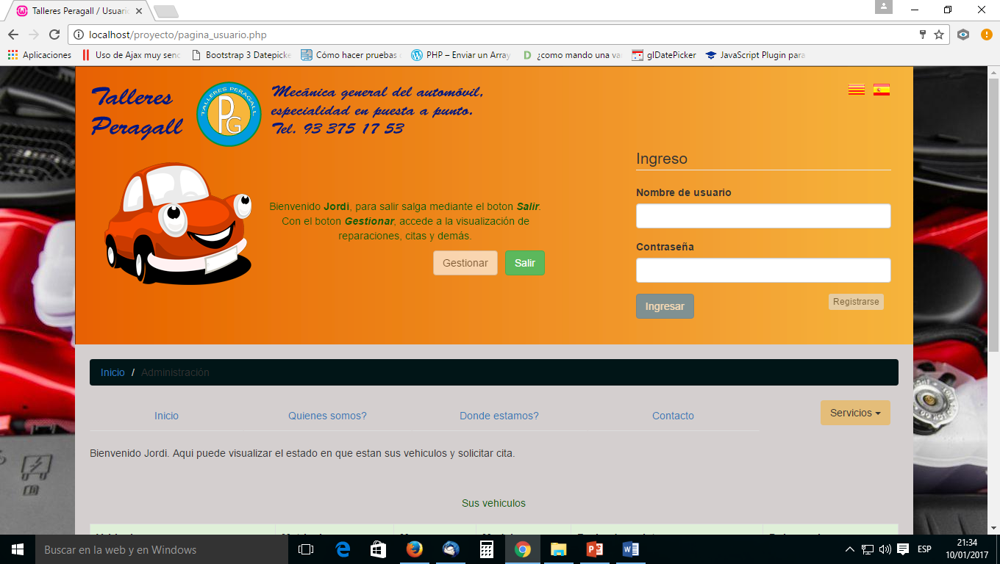 Talleres Peragall / Usuario
localhost/proyecto/pagina_usuario.php
Aplicaciones
Uso de Ajax muy senc
Bootstrap 3 Datepicke
Cómo hacer pruebas
PHP – Enviar un Array
¿como mando una va
glDatePicker
JavaScript Plugin para
Talleres
Peragall
TALLERES PERAGALL
PG
Mecánica general del automóvil,
especialidad en puesta a punto.
Tel. 93 375 17 53
Ingreso
Nombre de usuario
Contraseña
Ingresar
Registrarse
Bienvenido Jordi, para salir salga mediante el boton Salir.
Con el boton Gestionar, accede a la visualización de
reparaciones, citas y demás.
Gestionar
Salir
Inicio / Administración
Inicio
Quienes somos?
Donde estamos?
Contacto
Servicios
Bienvenido Jordi. Aqui puede visualizar el estado en que estan sus vehiculos y solicitar cita.
Sus vehiculos
Buscar en la web y en Windows
ESP
21:34
10/01/2017